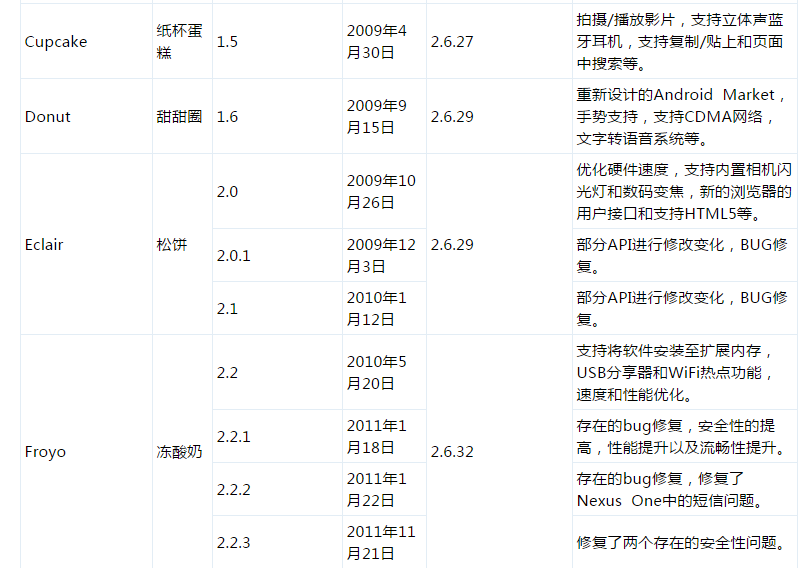 Cupcake
纸杯蛋
糕
1.5
2009年4
月30日
2.6.27
拍摄/播放影片，支持立体声蓝
牙耳机，支持复制/贴上和页面
中搜索等。
Donut
甜甜圈
1.6
2009年9
月15日
2.6.29
重新设计的Android Market，
手势支持，支持CDMA网络，
文字转语音系统等。
Eclair
松饼
2.0
2009年10
月26日
2.6.29
优化硬件速度，支持内置相机闪
光灯和数码变焦，新的浏览器的
用户接口和支持HTML5等。
2.0.1
2009年12
月3日
部分API进行修改变化，BUG修
复。
2.1
2010年1
月12日
部分API进行修改变化，BUG修
复。
Froyo
冻酸奶
2.2
2010年5
月20日
2.6.32
支持将软件安装至扩展内存，
USB分享器和WiFi热点功能，
速度和性能优化。
2.2.1
2011年1
月18日
存在的bug修复，安全性的提
高，性能提升以及流畅性提升。
2.2.2
2011年1
月22日
存在的bug修复，修复了
Nexus One中的短信问题。
2.2.3
2011年11
月21日
修复了两个存在的安全性问题。